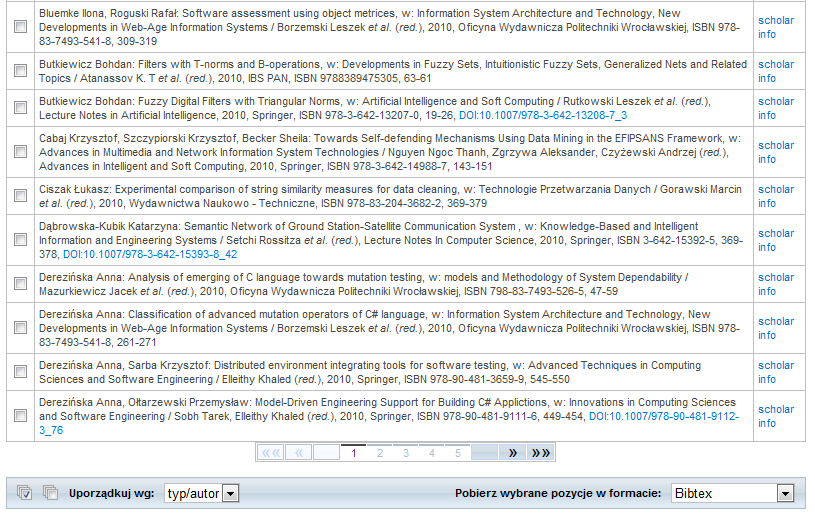 Bluemke Ilona, Roguski Rafał: Software assessment using object metrices, w: Information System Architecture and Technology, New
Developments in Web-Age Information Systems / Borzemski Leszek et al. (red.), 2010, Oficyna Wydawnicza Politechniki Wrocławskiej, ISBN 978-
83-7493-541-8, 309-319
scholar
info
Butkiewicz Bohdan: Filters with T-norms and B-operations, w: Developments in Fuzzy Sets, Intuitionistic Fuzzy Sets, Generalized Nets and Related
Topics / Atanassov K. T et al. (red.), 2010, IBS PAN, ISBN 9788389475305, 63-61
scholar
info
Butkiewicz Bohdan: Fuzzy Digital Filters with Triangular Norms, w: Artificial Intelligence and Soft Computing / Rutkowski Leszek et al. (red.),
Lecture Notes in Artificial Intelligence, 2010, Springer, ISBN 978-3-642-13207-0, 19-26, DOI:10.1007/978-3-642-13208-7_3
scholar
info
Cabaj Krzysztof, Szczypiorski Krzysztof, Becker Sheila: Towards Self-defending Mechanisms Using Data Mining in the EFIPSANS Framework, w:
Advances in Multimedia and Network Information System Technologies / Nguyen Ngoc Thanh, Zgrzywa Aleksander, Czyżewski Andrzej (red.),
Advances in Intelligent and Soft Computing, 2010, Springer, ISBN 978-3-642-14988-7, 143-151
scholar
info
Ciszak Łukasz: Experimental comparison of string similarity measures for data cleaning, w: Technologie Przetwarzania Danych / Gorawski Marcin
et al. (red.), 2010, Wydawnictwa Naukowo - Techniczne, ISBN 978-83-204-3682-2, 369-379
scholar
info
Dąbrowska-Kubik Katarzyna: Semantic Network of Ground Station-Satellite Communication System , w: Knowledge-Based and Intelligent
Information and Engineering Systems / Setchi Rossitza et al. (red.), Lecture Notes In Computer Science, 2010, Springer, ISBN 3-642-15392-5, 369-
378, DOI:10.1007/978-3-642-15393-8_42
scholar
info
Derezińska Anna: Analysis of emerging of C language towards mutation testing, w: models and Methodology of System Dependability /
Mazurkiewicz Jacek et al. (red.), 2010, Oficyna Wydawnicza Politechniki Wrocławskiej, ISBN 798-83-7493-526-5, 47-59
scholar
info
Derezińska Anna: Classification of advanced mutation operators of C# language, w: Information System Architecture and Technology, New
Developments in Web-Age Information Systems / Borzemski Leszek et al. (red.), 2010, Oficyna Wydawnicza Politechniki Wrocławskiej, ISBN 978-
83-7493-541-8, 261-271
scholar
info
Derezińska Anna, Sarba Krzysztof: Distributed environment integrating tools for software testing, w: Advanced Techniques in Computing
Sciences and Software Engineering / Elleithy Khaled (red.), 2010, Springer, ISBN 978-90-481-3659-9, 545-550
scholar
info
Derezińska Anna, Ołtarzewski Przemysław: Model-Driven Engineering Support for Building C# Applictions, w: Innovations in Computing Sciences
and Software Engineering / Sobh Tarek, Elleithy Khaled (red.), 2010, Springer, ISBN 978-90-481-9111-6, 449-454, DOI:10.1007/978-90-481-9112-
3_76
scholar
info
«« « 1 2 3 4 5 » »»
Uporządkuj wg: typ/autor Pobierz wybrane pozycje w formacie: Bibtex